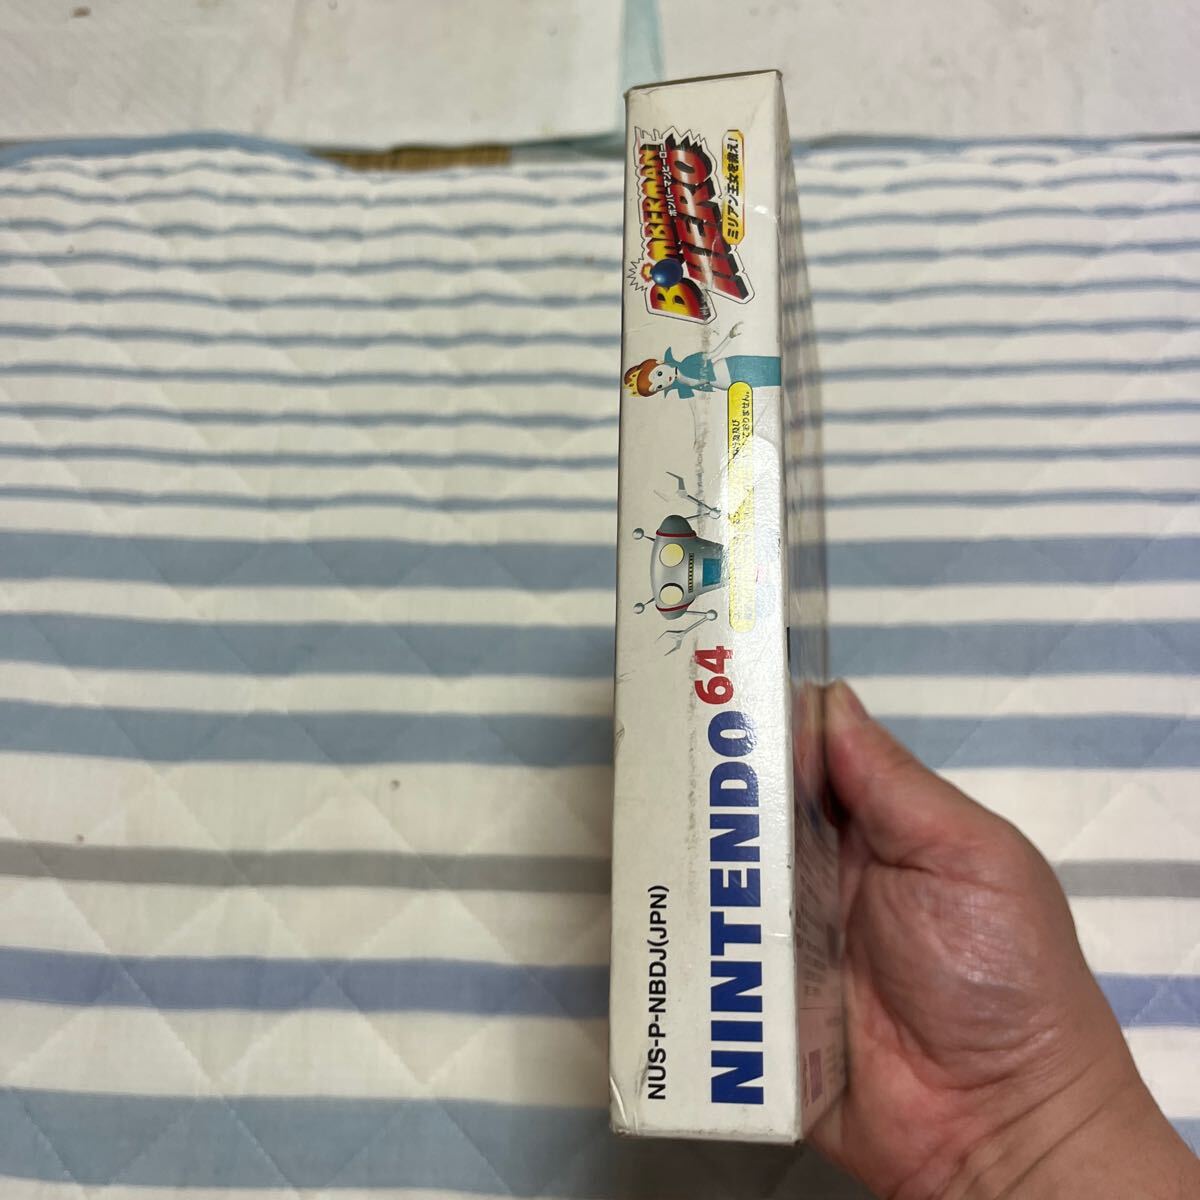 BOMBERMAN
ボンバーマンヒーロー
HERO
ミリアン王女を救え!
NINTENDO 64
NUS-P-NBDJ(JPN)